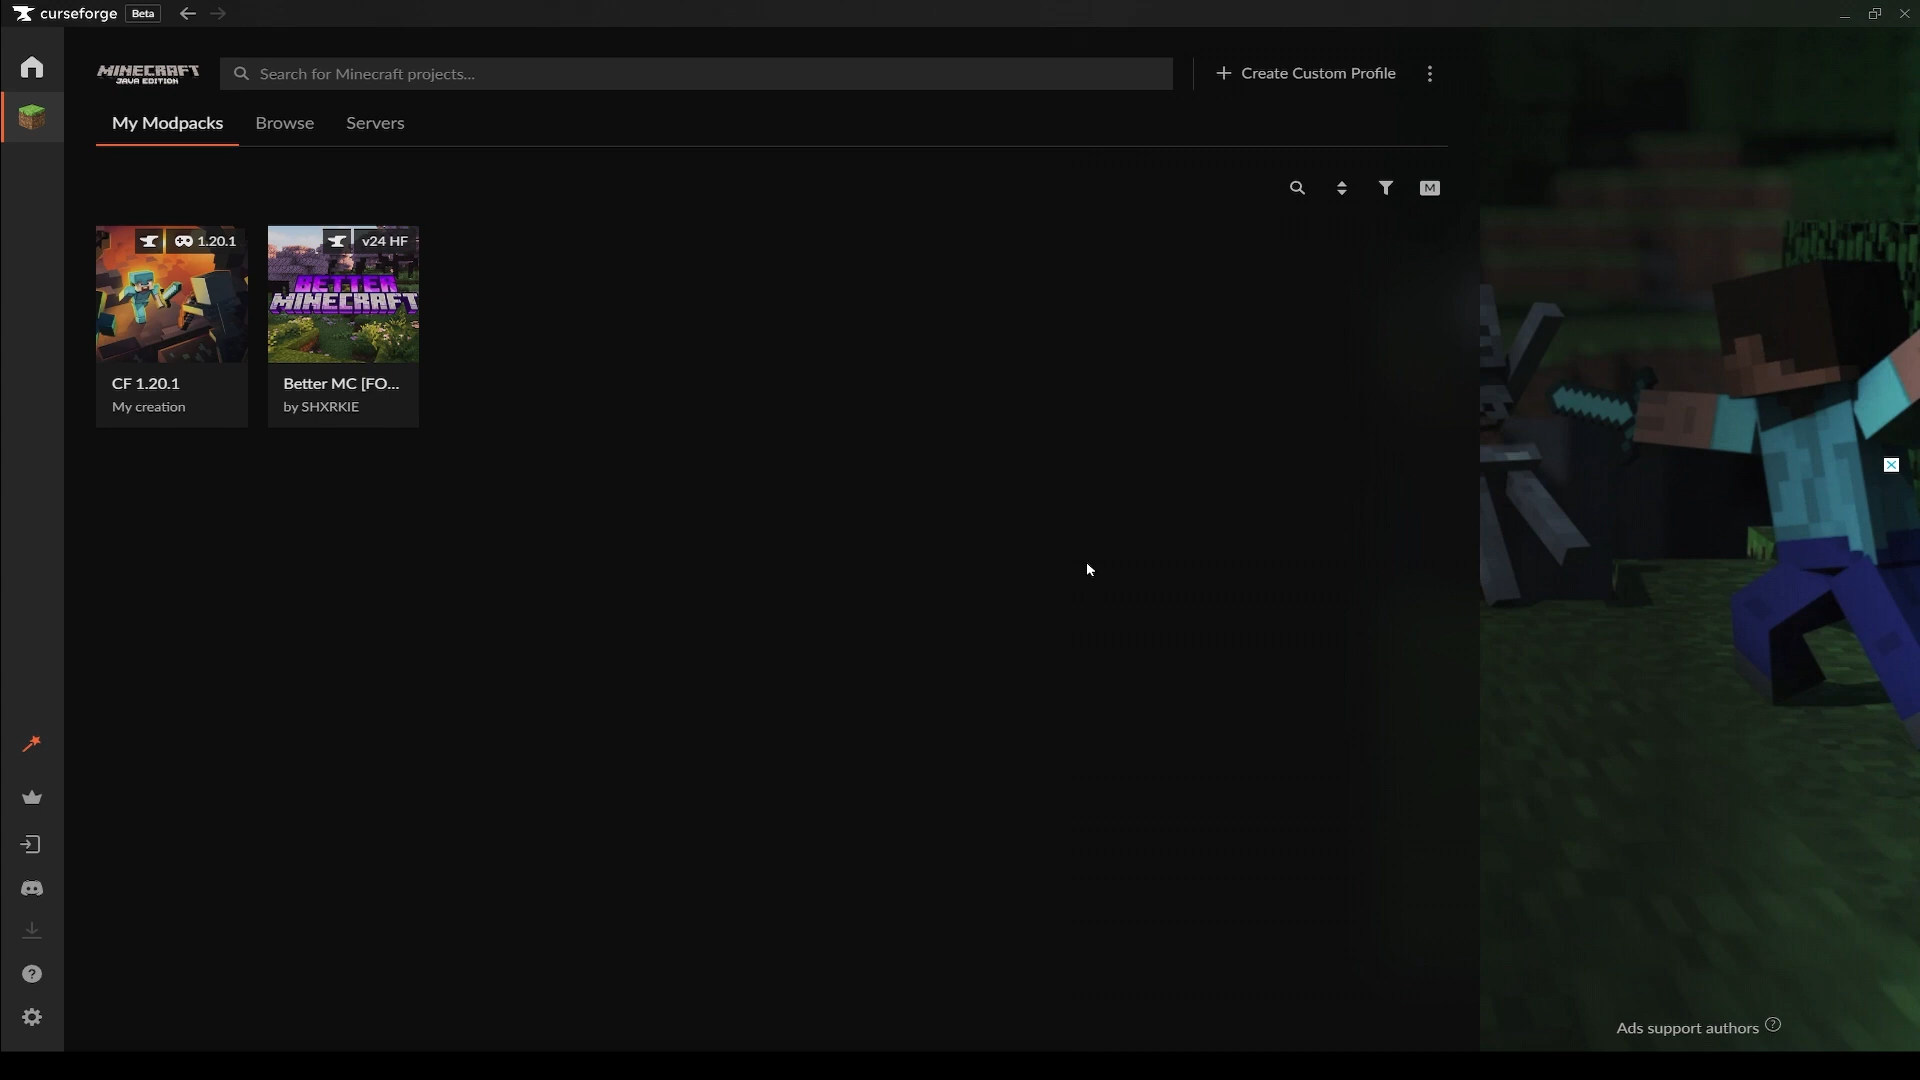 curseforge Beta
MINECRAFT
JAVA EDITION
Search for Minecraft projects...
Create Custom Profile
My Modpacks Browse Servers
M
1.20.1
v24 HF
BETTER
MINECRAFT
CF 1.20.1
My creation
Better MC [FO...
by SHXRKIE
Ads support authors